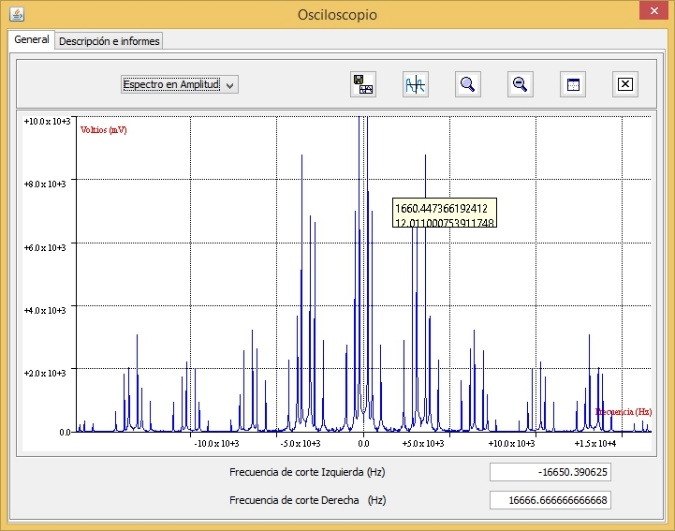 Osciloscopio
General
Descripción e informes
Espectro en Amplitud
+10.0 x 10+3
Voltios (mV)
+8.0 x 10+3
1660.447366192412
12.011000753911748
+6.0 x 10+3
+4.0 x 10+3
+2.0 x 10+3
Frecuencia (Hz)
0.0
-10.0 x 10+3
-5.0 x 10+3
0.0
+5.0 x 10+3
+10.0 x 10+3
+1.5 x 10+4
Frecuencia de corte Izquierda (Hz)
-16650.390625
Frecuencia de corte Derecha (Hz)
16666.666666666668